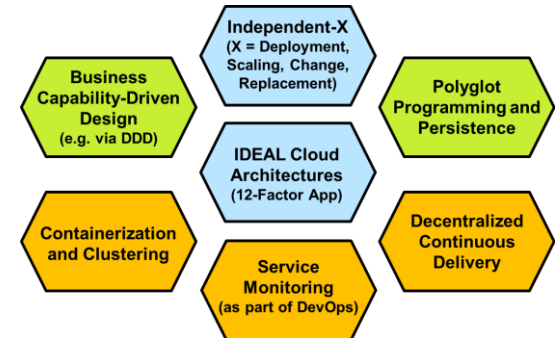 Independent-X
(X = Deployment,
Scaling, Change,
Replacement)
Business
Capability-Driven
Design
(e.g. via DDD)
Polyglot
Programming and
Persistence
IDEAL Cloud
Architectures
(12-Factor App)
Containerization
and Clustering
Decentralized
Continuous
Delivery
Service
Monitoring
(as part of DevOps)